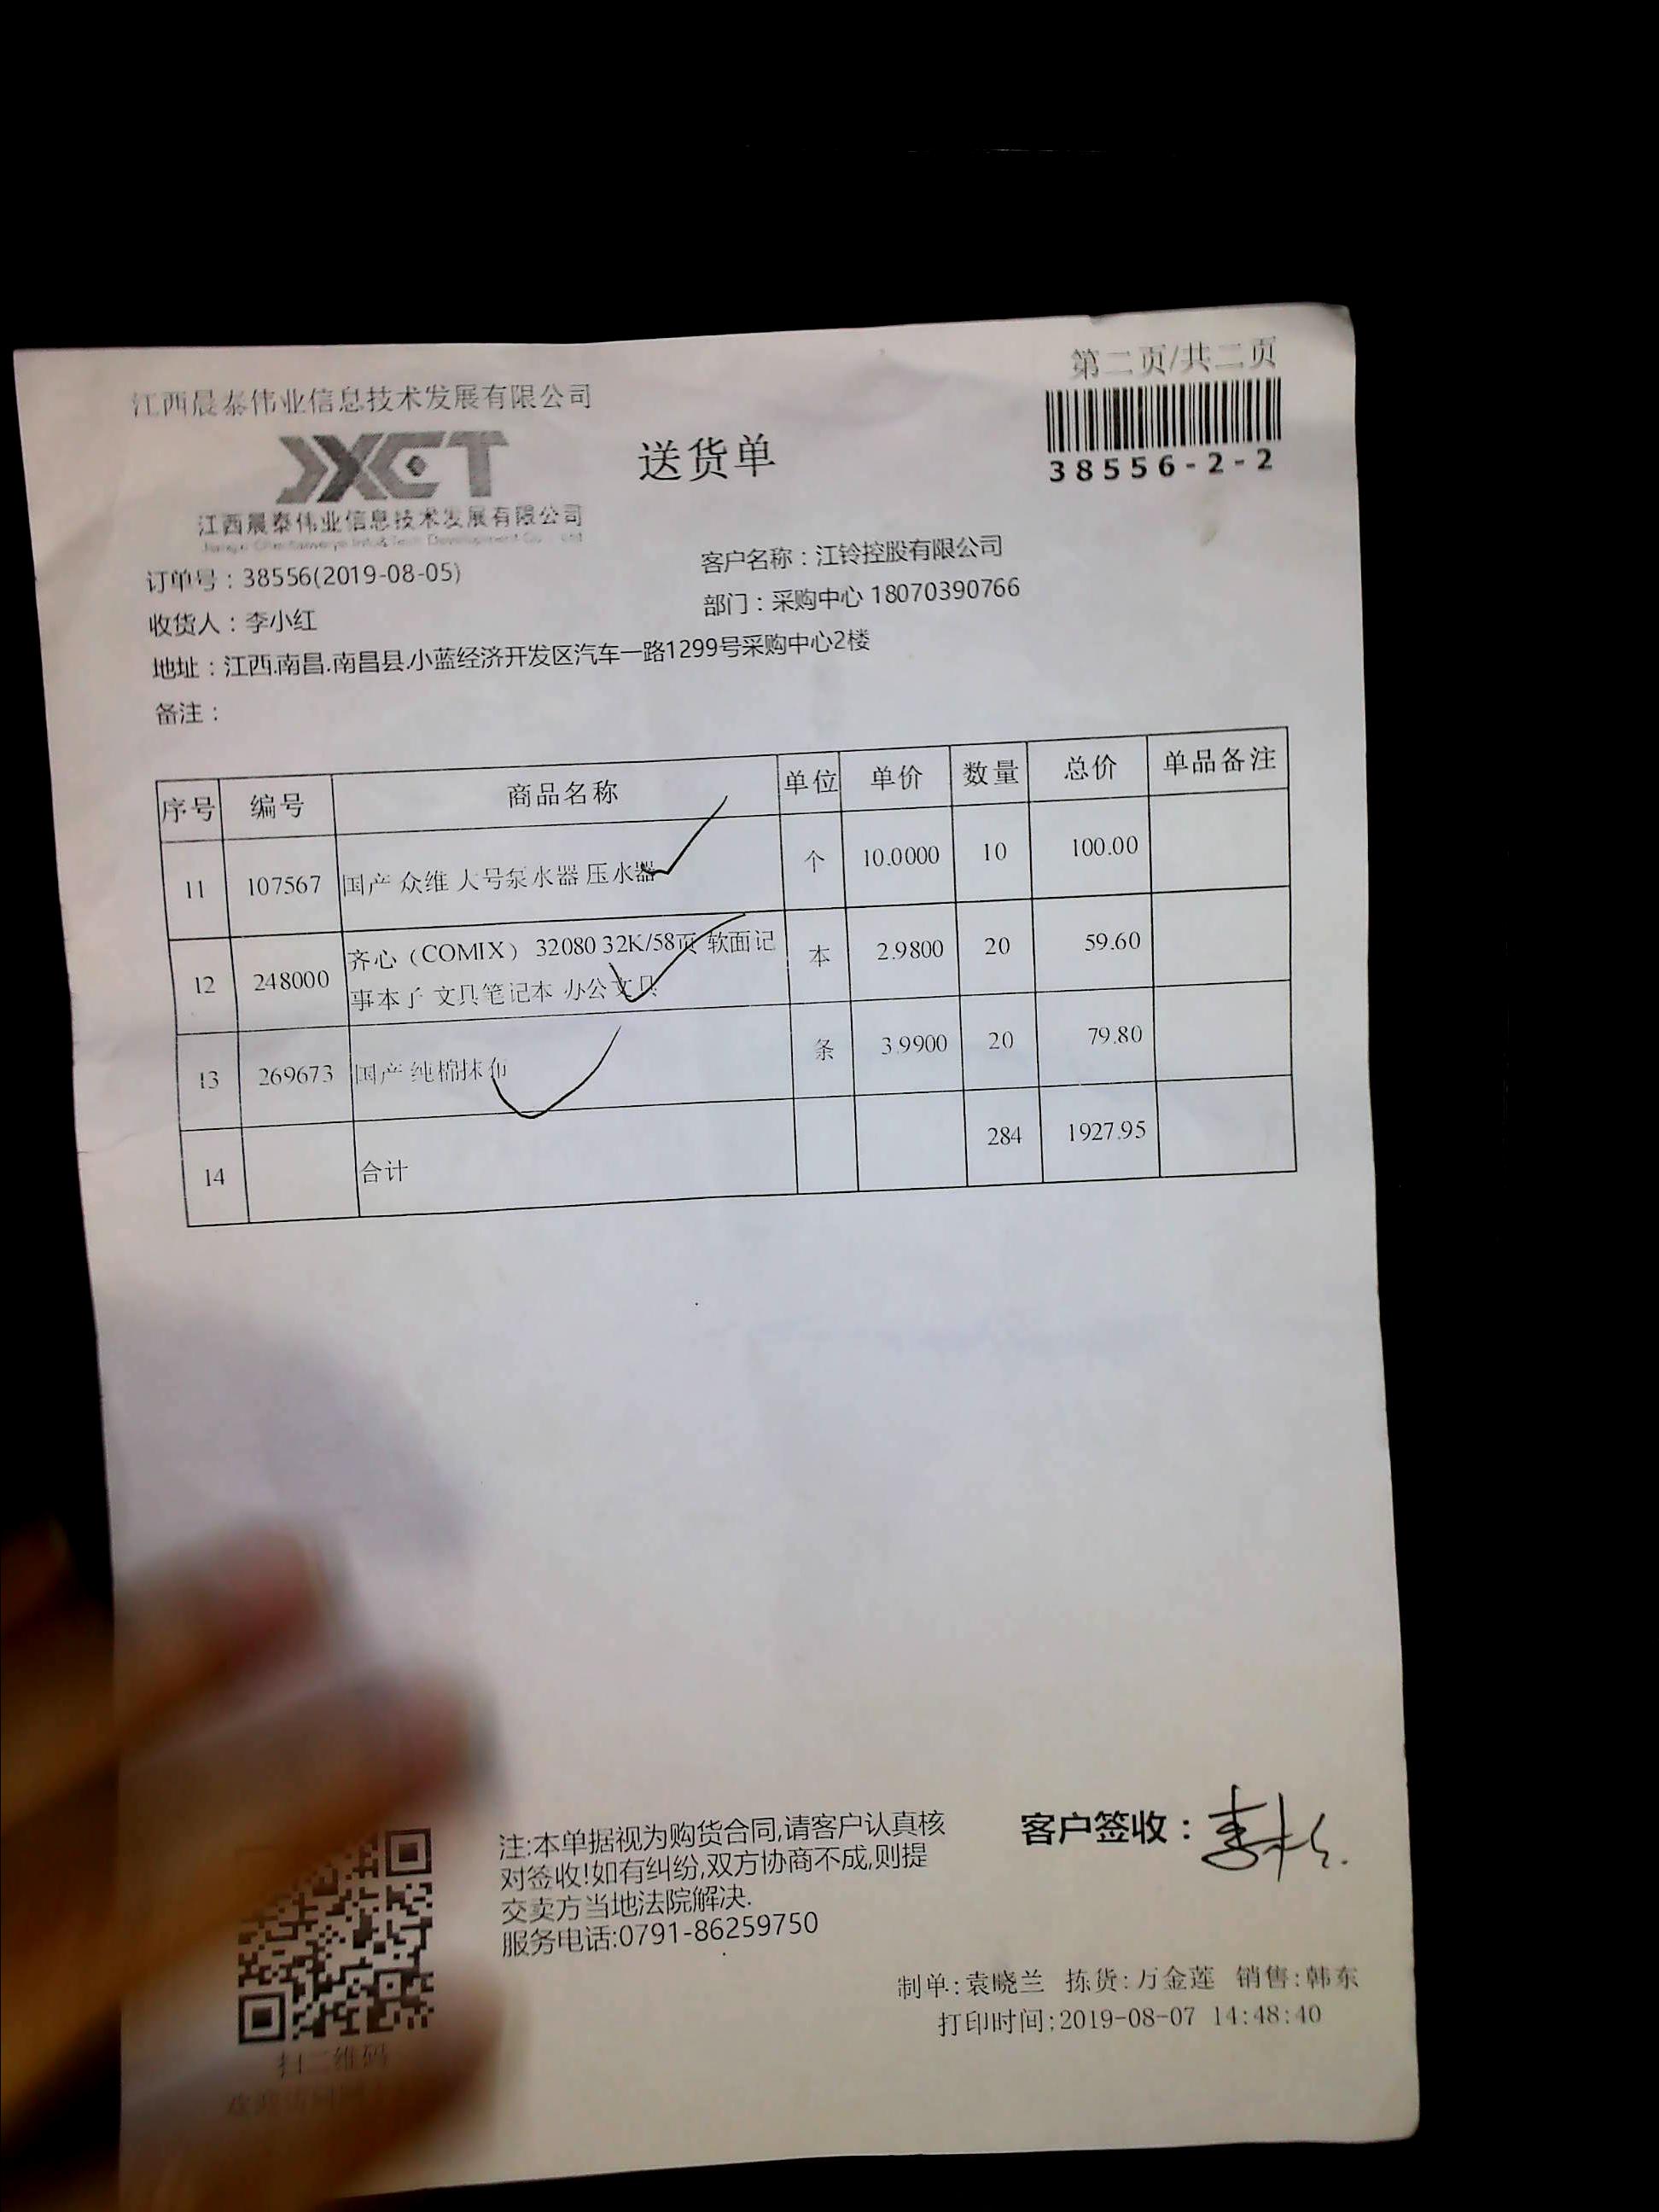 第二页/共二页
江西晨泰伟业信息技术发展有限公司
JXCT
送货单
38556-2-2
江西晨泰伟业信息技术发展有限公司
订单号：38556(2019-08-05)
客户名称：江铃控股有限公司
收货人：李小红
部门：采购中心 18070390766
地址：江西.南昌.南昌县.小蓝经济开发区汽车一路1299号采购中心2楼
备注：
序号 编号 商品名称 单位 单价 数量 总价 单品备注
11 107567 国产 众维 大号泵水器 压水器 个 10.0000 10 100.00
12 248000 齐心（COMIX） 32080 32K/58页 软面记
事本子 文具笔记本 办公文具 本 2.9800 20 59.60
13 269673 国产 纯棉抹布 条 3.9900 20 79.80
14 合计 284 1927.95
注:本单据视为购货合同,请客户认真核
对签收!如有纠纷,双方协商不成,则提
交卖方当地法院解决.
服务电话:0791-86259750
客户签收：
制单:袁晓兰 拣货:万金莲 销售:韩东
打印时间:2019-08-07 14:48:40
扫二维码